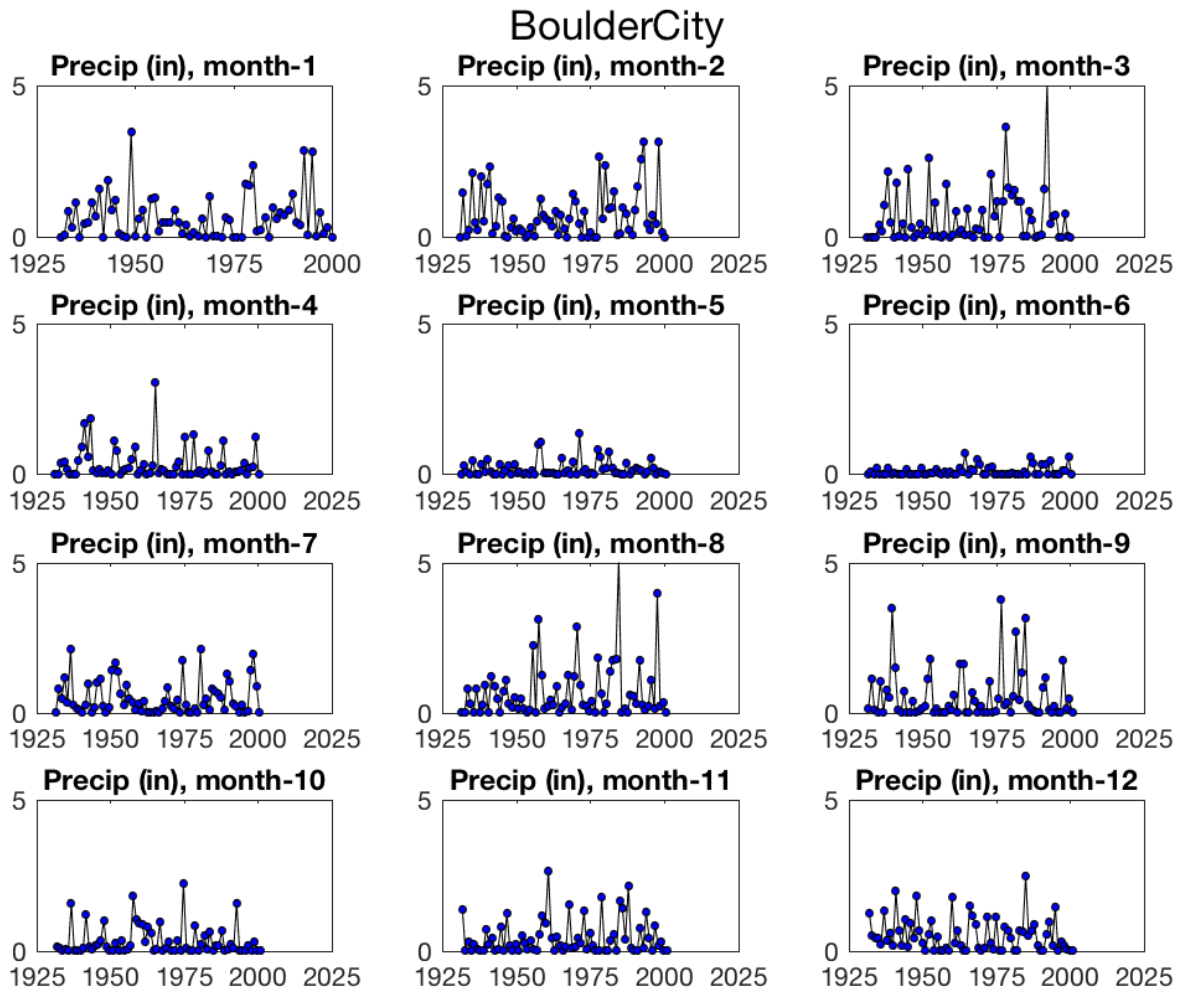 BoulderCity
Precip (in), month-1 Precip (in), month-2 Precip (in), month-3
5 5 5
0 0 0
1925 1950 1975 2000 1925 1950 1975 2000 2025 1925 1950 1975 2000 2025
Precip (in), month-4 Precip (in), month-5 Precip (in), month-6
5 5 5
0 0 0
1925 1950 1975 2000 2025 1925 1950 1975 2000 2025 1925 1950 1975 2000 2025
Precip (in), month-7 Precip (in), month-8 Precip (in), month-9
5 5 5
0 0 0
1925 1950 1975 2000 2025 1925 1950 1975 2000 2025 1925 1950 1975 2000 2025
Precip (in), month-10 Precip (in), month-11 Precip (in), month-12
5 5 5
0 0 0
1925 1950 1975 2000 2025 1925 1950 1975 2000 2025 1925 1950 1975 2000 2025